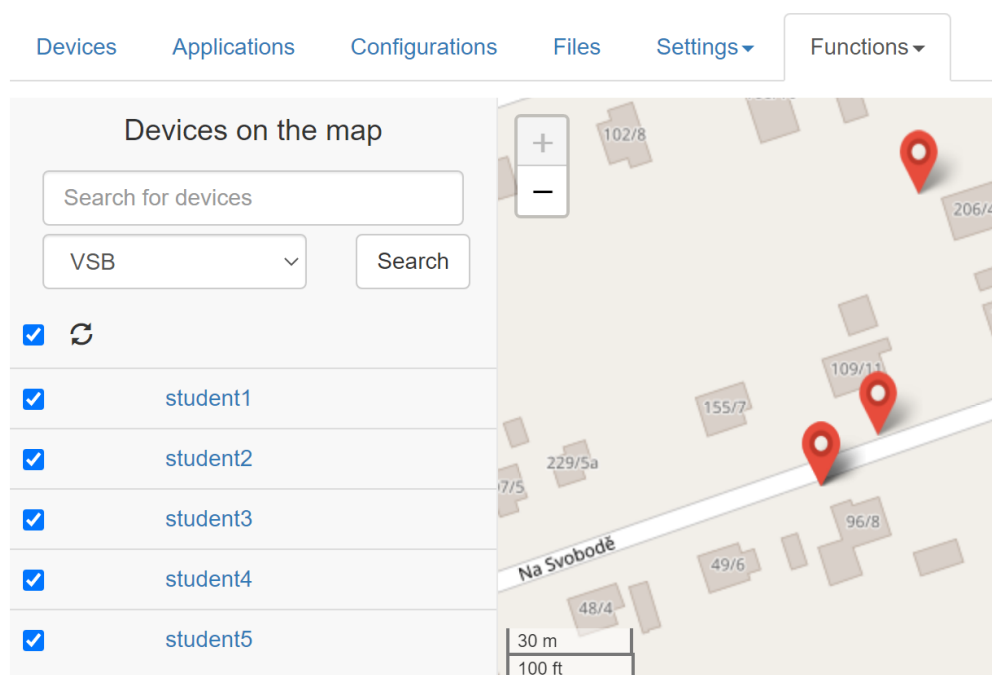 Devices Applications Configurations Files Settings Functions
Devices on the map
Search for devices
VSB Search
student1
student2
student3
student4
student5
+
−
102/8
109/11
155/7
229/5a
96/8
Na Svobodě
49/6
48/4
30 m
100 ft